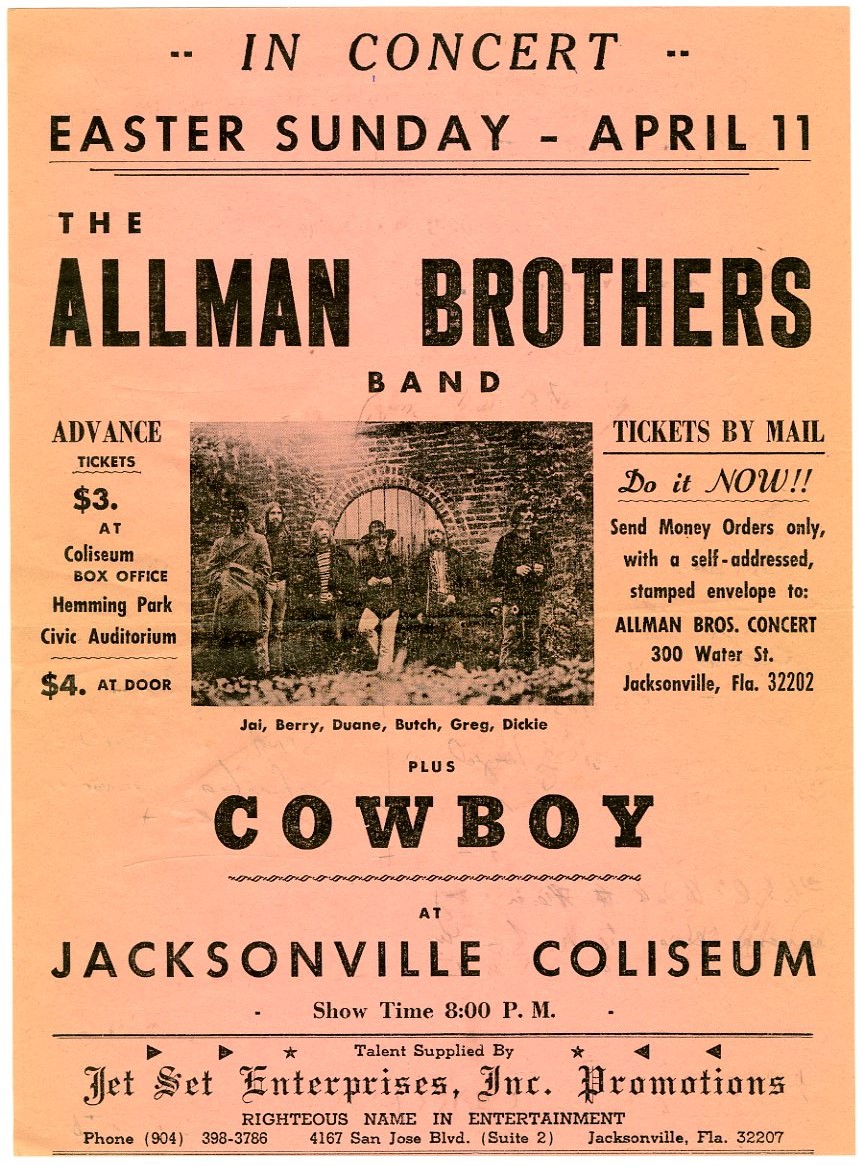 -- IN CONCERT --
EASTER SUNDAY - APRIL 11
THE
ALLMAN BROTHERS
BAND
ADVANCE
TICKETS
$3.
AT
Coliseum
BOX OFFICE
Hemming Park
Civic Auditorium
$4. AT DOOR
TICKETS BY MAIL
Do it NOW!!
Send Money Orders only,
with a self-addressed,
stamped envelope to:
ALLMAN BROS. CONCERT
300 Water St.
Jacksonville, Fla. 32202
Jai, Berry, Duane, Butch, Greg, Dickie
PLUS
COWBOY
AT
JACKSONVILLE COLISEUM
- Show Time 8:00 P. M. -
Talent Supplied By
Jet Set Enterprises, Inc. Promotions
RIGHTEOUS NAME IN ENTERTAINMENT
Phone (904) 398-3786 4167 San Jose Blvd. (Suite 2) Jacksonville, Fla. 32207